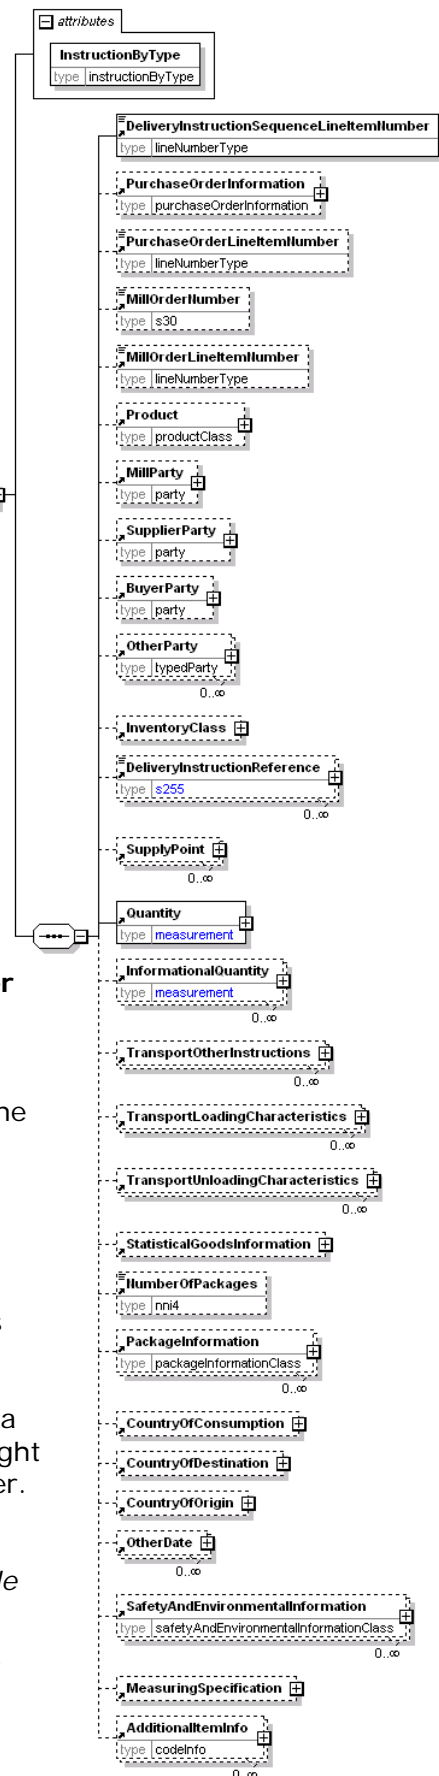 attributes
InstructionByType
type instructionByType
DeliveryInstructionSequenceLineItemNumber
type lineNumberType
PurchaseOrderInformation
type purchaseOrderInformation
PurchaseOrderLineItemNumber
type lineNumberType
MillOrderNumber
type s30
MillOrderLineItemNumber
type lineNumberType
Product
type productClass
MillParty
type party
SupplierParty
type party
BuyerParty
type party
OtherParty
type typedParty
0..∞
InventoryClass
DeliveryInstructionReference
type s255
0..∞
SupplyPoint
0..∞
Quantity
type measurement
r
InformationalQuantity
type measurement
0..∞
TransportOtherInstructions
0..∞
ne
TransportLoadingCharacteristics
0..∞
TransportUnloadingCharacteristics
0..∞
StatisticalGoodsInformation
NumberOfPackages
type nni4
s
PackageInformation
type packageInformationClass
0..∞
a
CountryOfConsumption
ght
CountryOfDestination
er.
CountryOfOrigin
OtherDate
0..∞
le
SafetyAndEnvironmentalInformation
type safetyAndEnvironmentalInformationClass
0..∞
MeasuringSpecification
AdditionalItemInfo
type codeInfo
0..∞